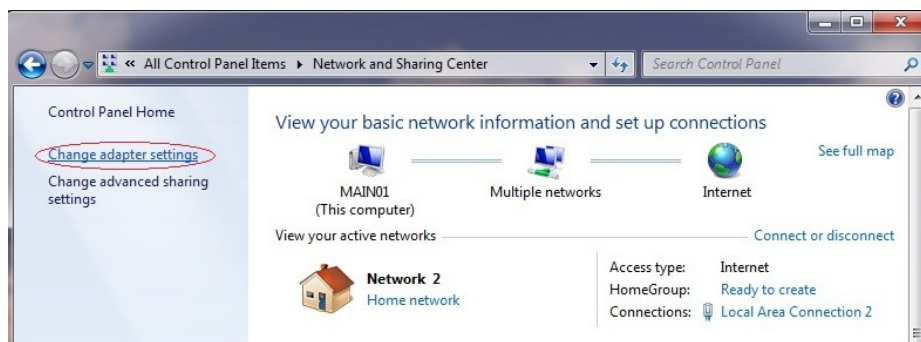 « All Control Panel Items ▸ Network and Sharing Center
Search Control Panel
Control Panel Home
Change adapter settings
Change advanced sharing
settings
View your basic network information and set up connections
See full map
MAIN01
(This computer)
Multiple networks
Internet
View your active networks
Connect or disconnect
Network 2
Home network
Access type: Internet
HomeGroup: Ready to create
Connections: Local Area Connection 2